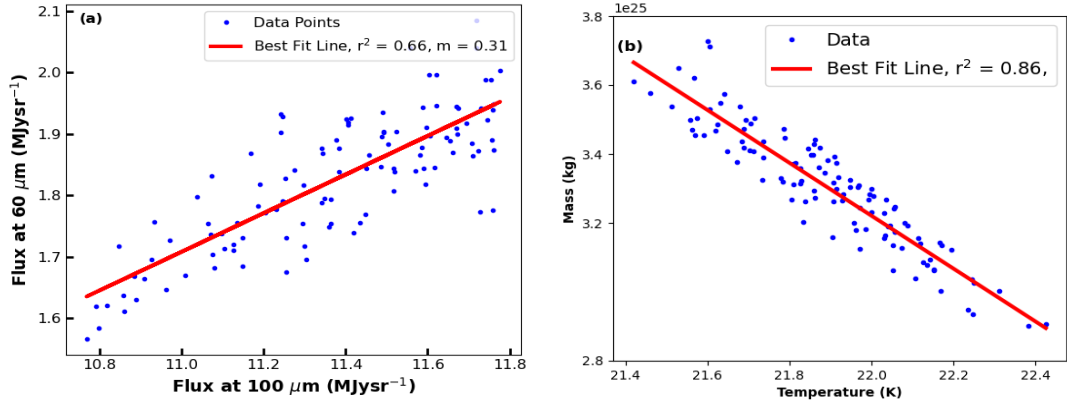 (a)
Data Points
Best Fit Line, r² = 0.66, m = 0.31
2.1
2.0
1.9
1.8
1.7
1.6
Flux at 60 μm (MJysr⁻¹)
10.8 11.0 11.2 11.4 11.6 11.8
Flux at 100 μm (MJysr⁻¹)
1e25
(b)
Data
Best Fit Line, r² = 0.86,
3.8
3.6
3.4
3.2
3.0
2.8
Mass (kg)
21.4 21.6 21.8 22.0 22.2 22.4
Temperature (K)